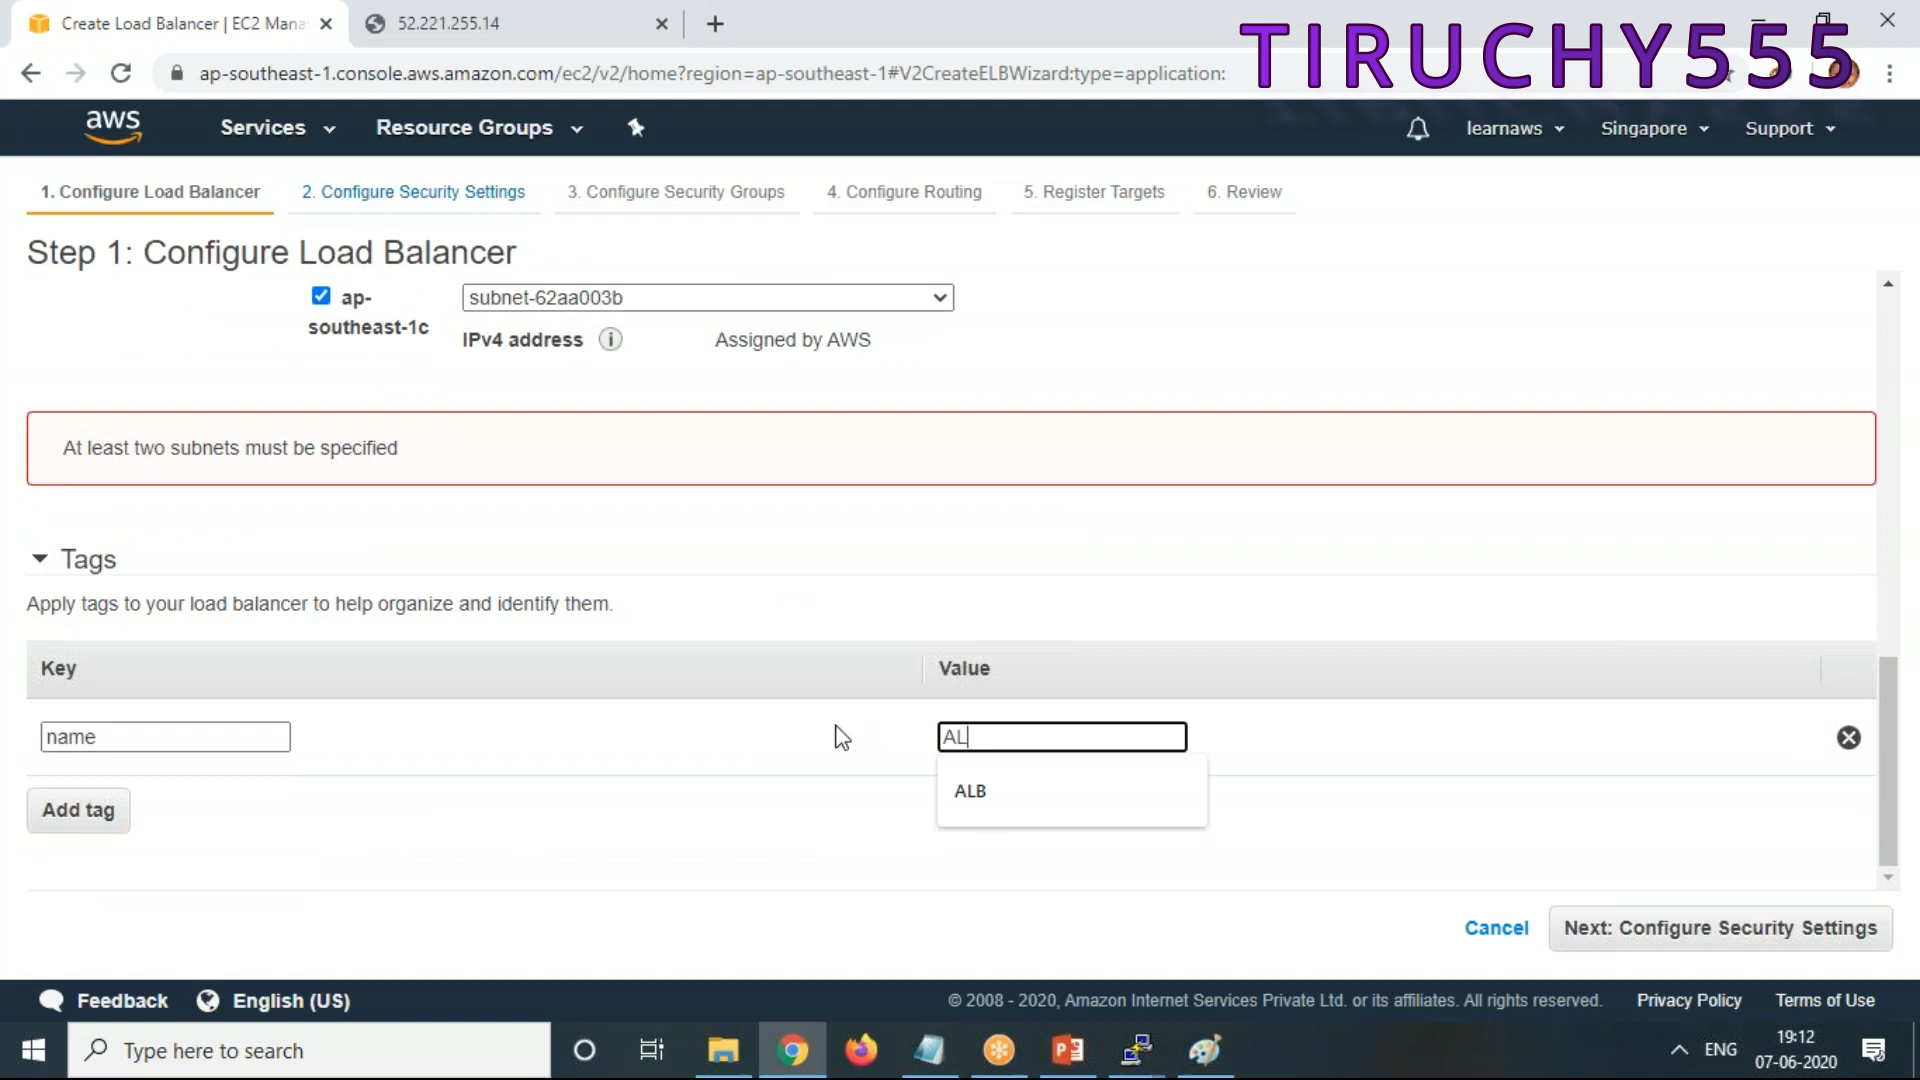 Create Load Balancer | EC2 Mana
52.221.255.14
TIRUCHY555
ap-southeast-1.console.aws.amazon.com/ec2/v2/home?region=ap-southeast-1#V2CreateELBWizard:type=application:
aws
Services
Resource Groups
learnaws
Singapore
Support
1. Configure Load Balancer
2. Configure Security Settings
3. Configure Security Groups
4. Configure Routing
5. Register Targets
6. Review
Step 1: Configure Load Balancer
ap-
southeast-1c
subnet-62aa003b
IPv4 address
i
Assigned by AWS
At least two subnets must be specified
Tags
Apply tags to your load balancer to help organize and identify them.
Key
Value
name
AL
ALB
Add tag
Cancel
Next: Configure Security Settings
Feedback
English (US)
© 2008 - 2020, Amazon Internet Services Private Ltd. or its affiliates. All rights reserved.
Privacy Policy
Terms of Use
Type here to search
ENG
19:12
07-06-2020